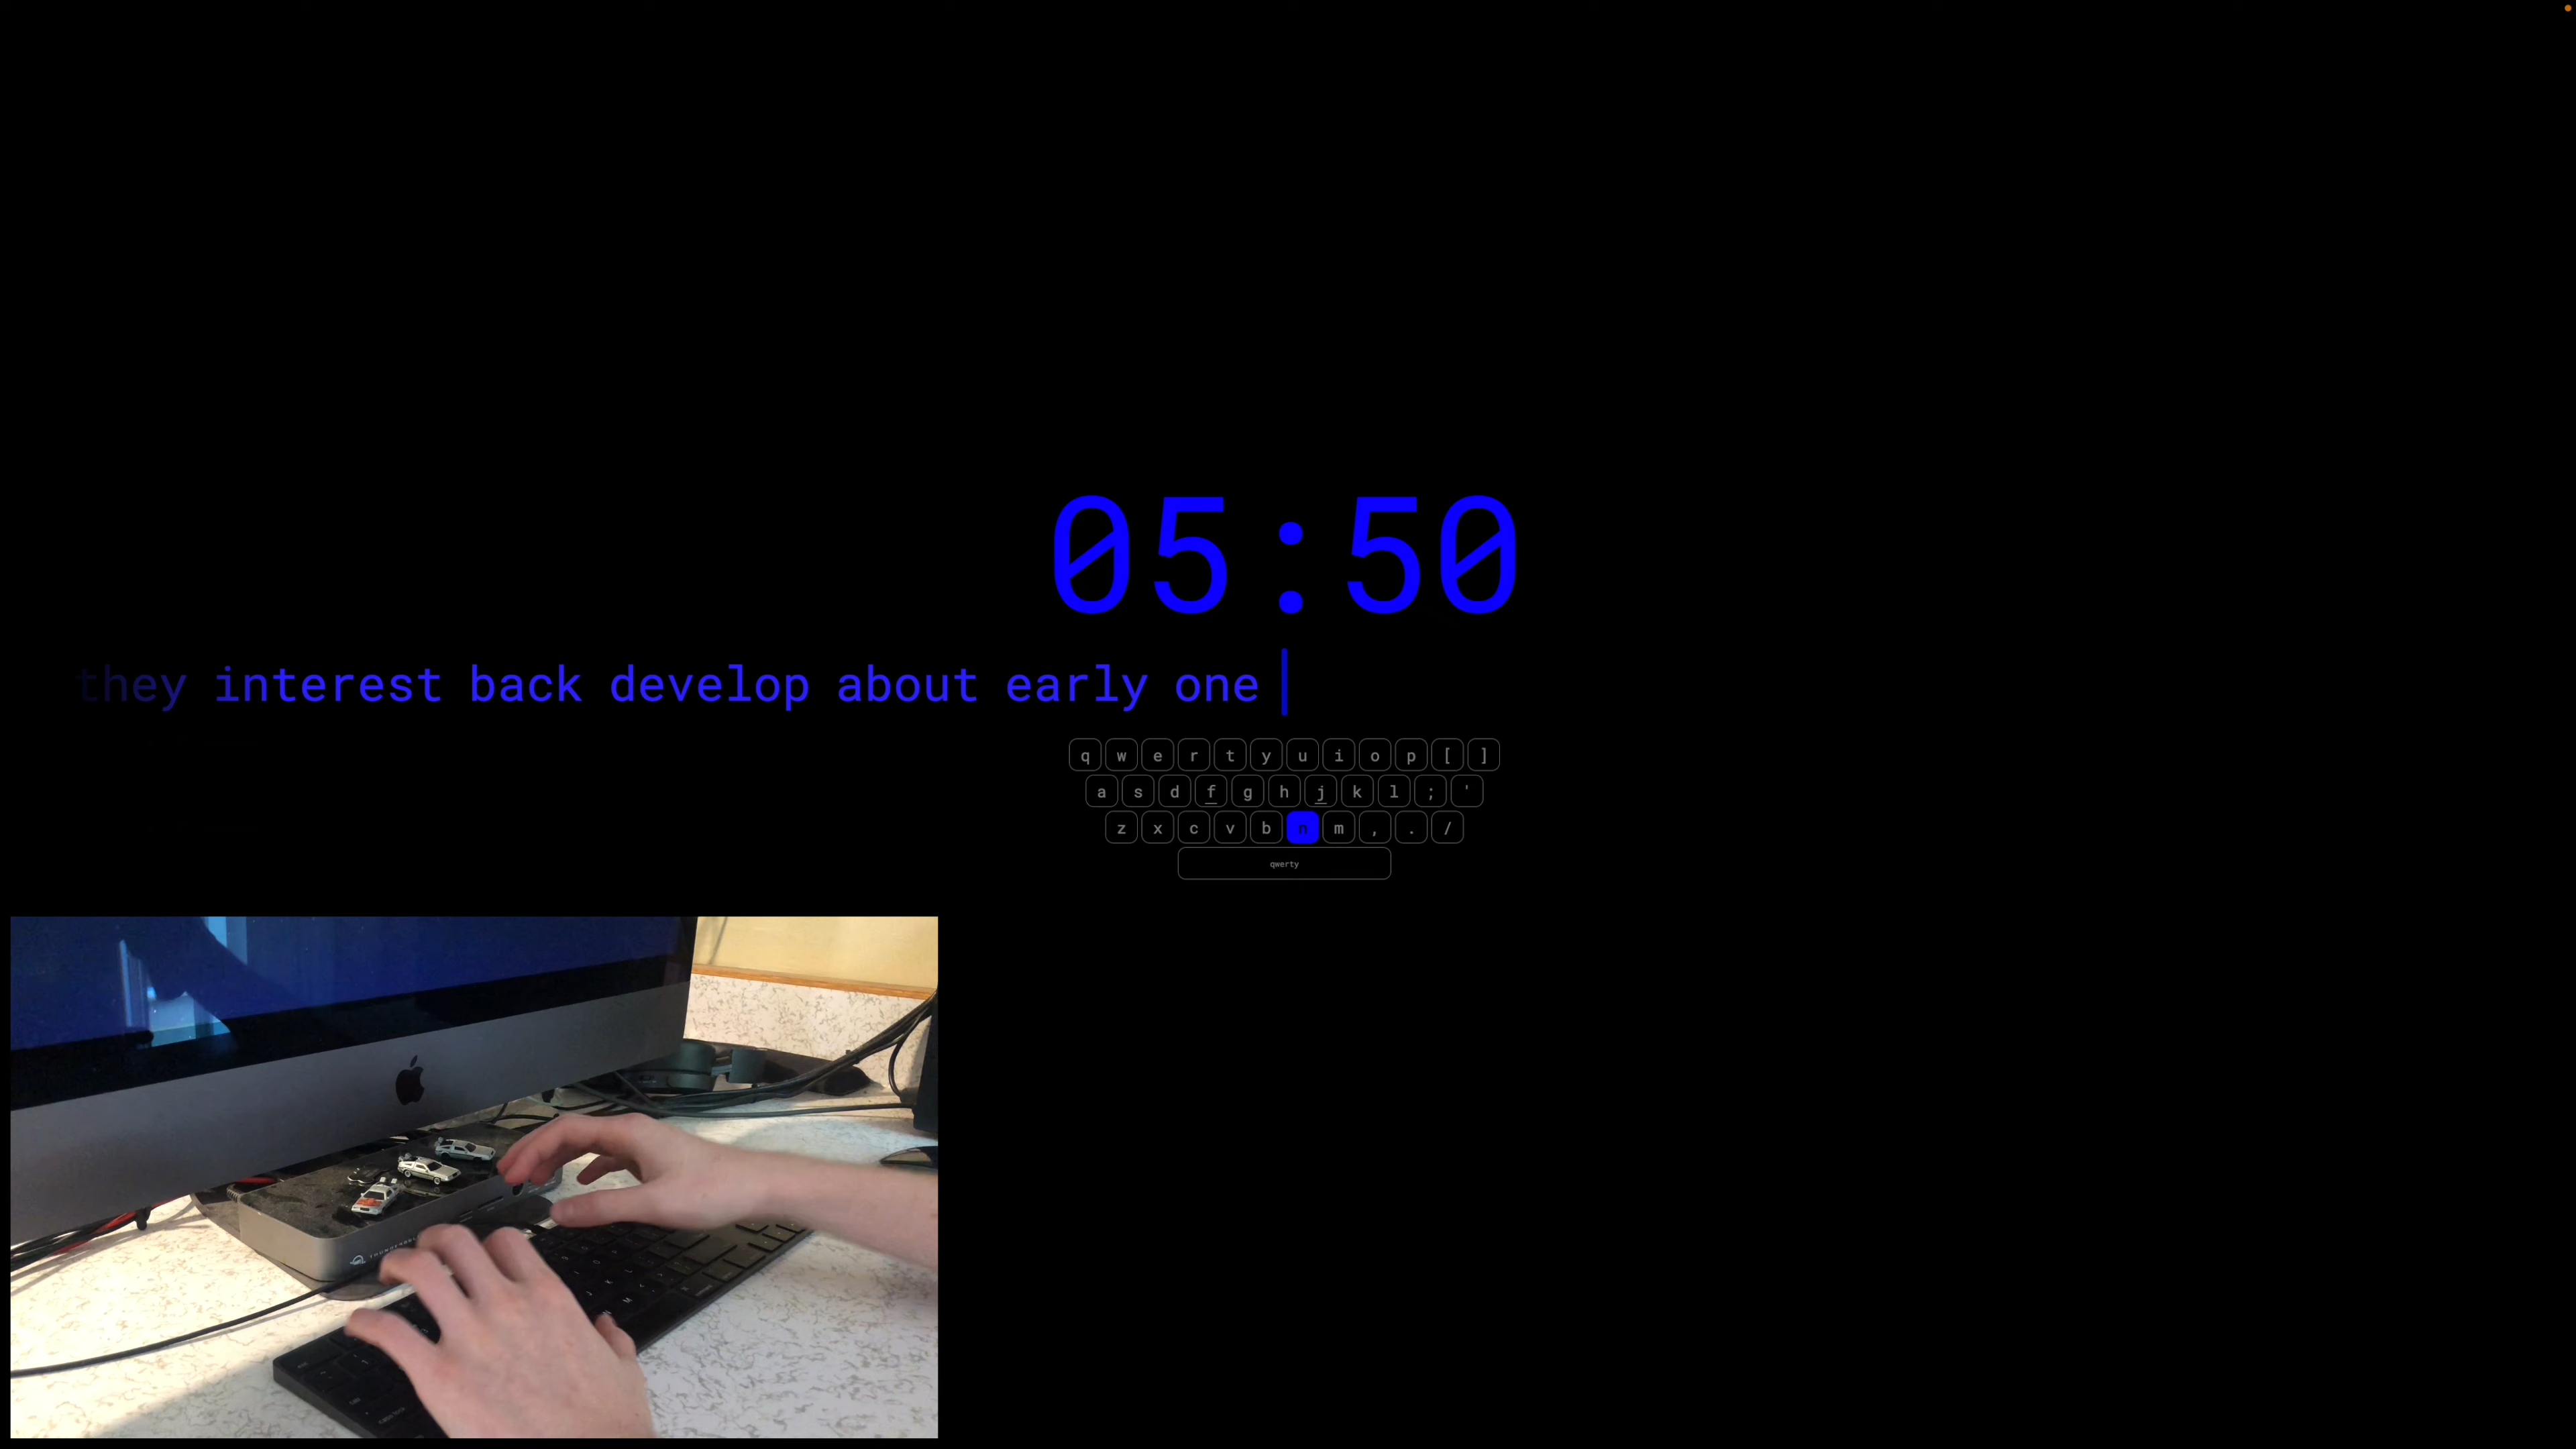 05:50
they interest back develop about early one
q w e r t y u i o p [ ]
a s d f g h j k l ; '
z x c v b n m , . /
qwerty